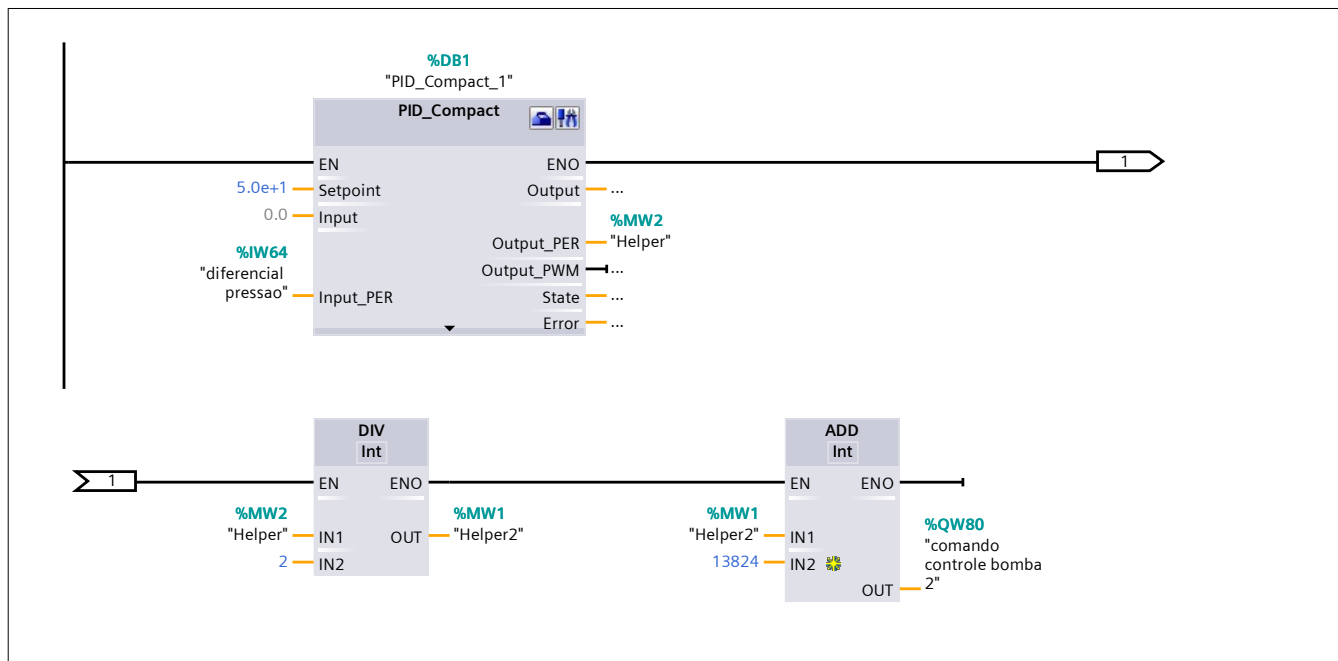 %DB1
"PID_Compact_1"
PID_Compact
EN
ENO
5.0e+1
Setpoint
Output
...
0.0
Input
%MW2
Output_PER
"Helper"
%IW64
"diferencial
pressao"
Output_PWM
...
Input_PER
State
...
Error
...
1
1
DIV
Int
EN
ENO
%MW2
"Helper"
IN1
2
IN2
%MW1
OUT
"Helper2"
ADD
Int
EN
ENO
%MW1
"Helper2"
IN1
13824
IN2
OUT
%QW80
"comando
controle bomba
2"